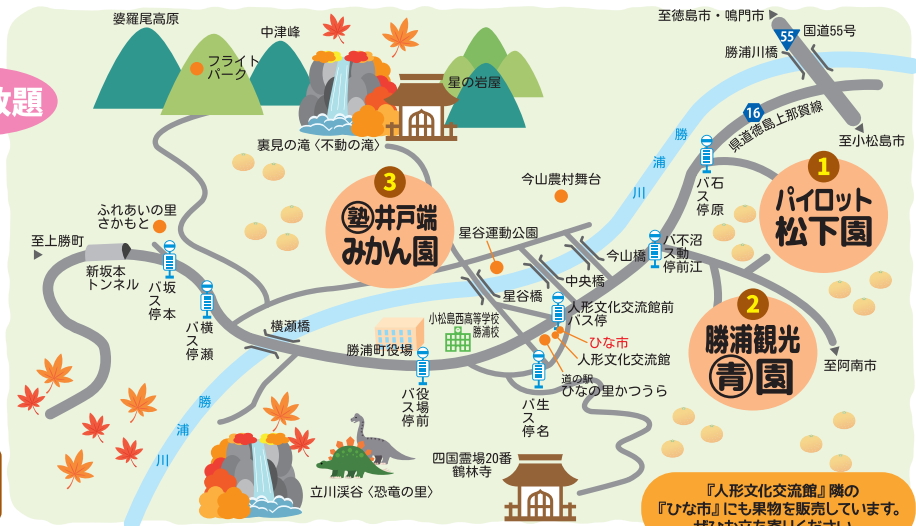 婆羅尾高原
中津峰
フライト
パーク
放題
裏見の滝〈不動の滝〉
星の岩屋
至徳島市・鳴門市
国道55号
55
勝浦川橋
16
県道徳島上那賀線
至小松島市
勝浦川
石原
バス停
1
パイロット
松下園
3
塾井戸端
みかん園
今山農村舞台
星谷運動公園
今山橋
中央橋
星谷橋
沼江
不動前
バス停
2
勝浦観光
青園
至阿南市
ふれあいの里
さかもと
至上勝町
新坂本
トンネル
坂本
バス停
横瀬
バス停
横瀬橋
小松島西高等学校
勝浦校
勝浦町役場
役場前
バス停
人形文化交流館前
バス停
ひな市
人形文化交流館
道の駅
ひなの里かつうら
生名
バス停
勝浦川
立川渓谷〈恐竜の里〉
四国霊場20番
鶴林寺
『人形文化交流館』隣の
『ひな市』にも果物を販売しています。
ぜひお立ち寄りください